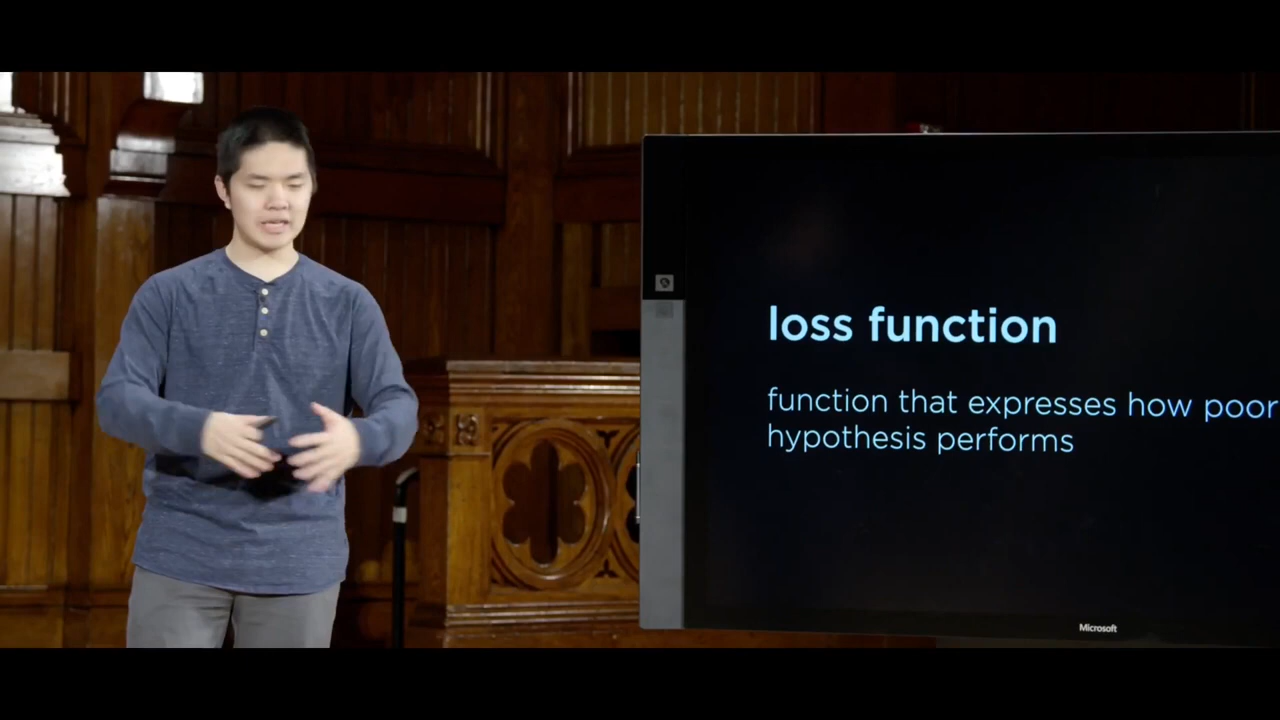 loss function
function that expresses how poor
hypothesis performs
Microsoft